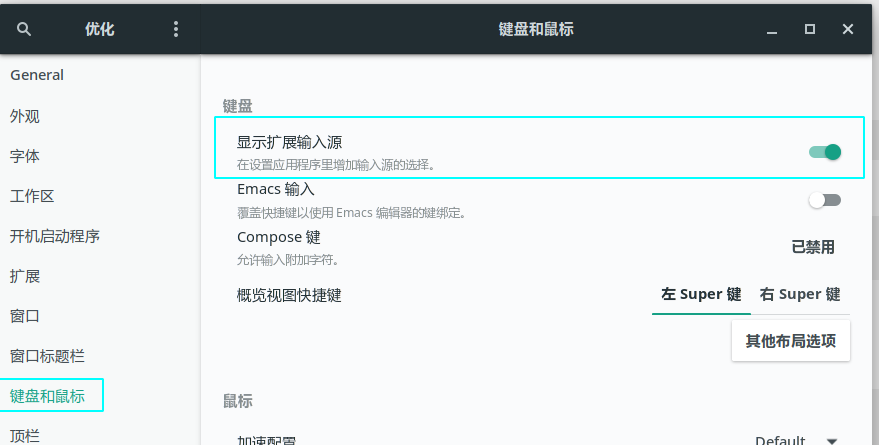 优化
键盘和鼠标
General
外观
字体
工作区
开机启动程序
扩展
窗口
窗口标题栏
键盘和鼠标
顶栏
键盘
显示扩展输入源
在设置应用程序里增加输入源的选择。
Emacs 输入
覆盖快捷键以使用 Emacs 编辑器的键绑定。
Compose 键
允许输入附加字符。
已禁用
概览视图快捷键
左 Super 键 右 Super 键
其他布局选项
鼠标
加速配置
Default